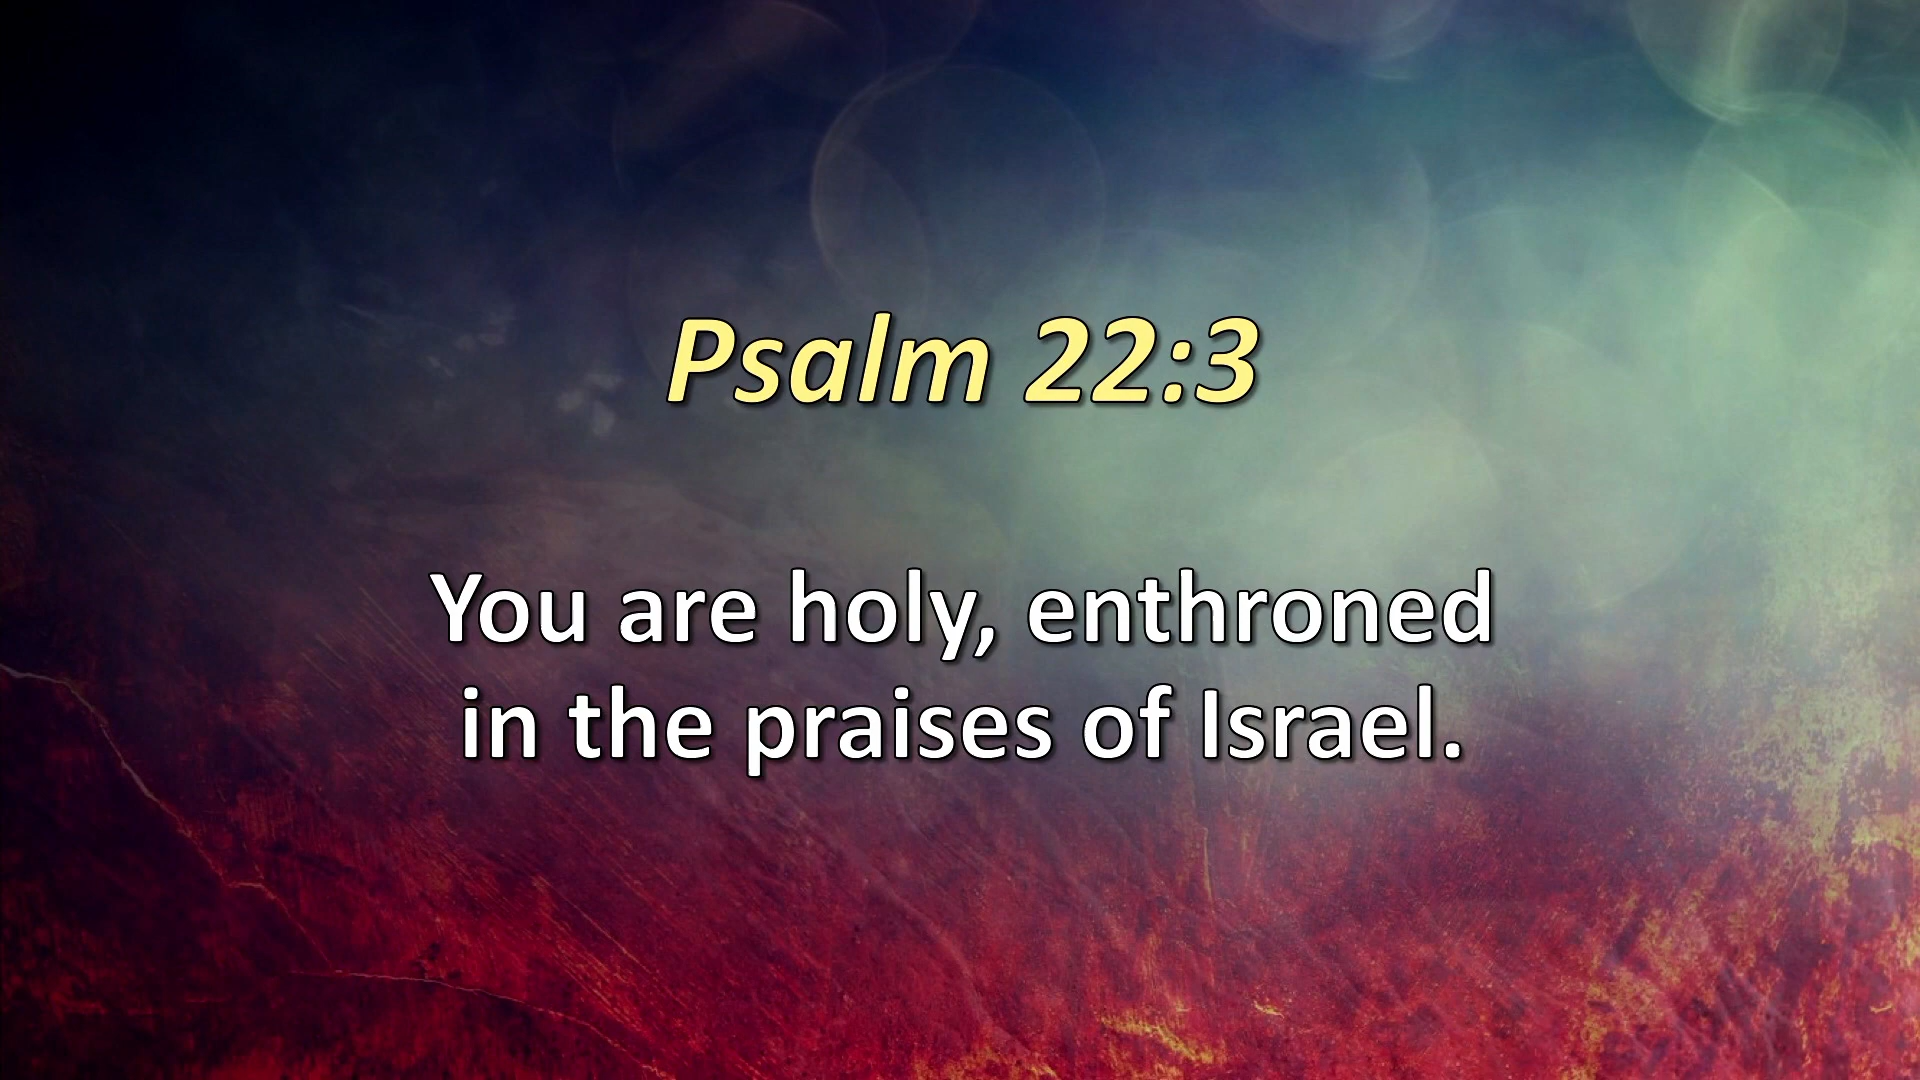 Psalm 22:3
You are holy, enthroned
in the praises of Israel.